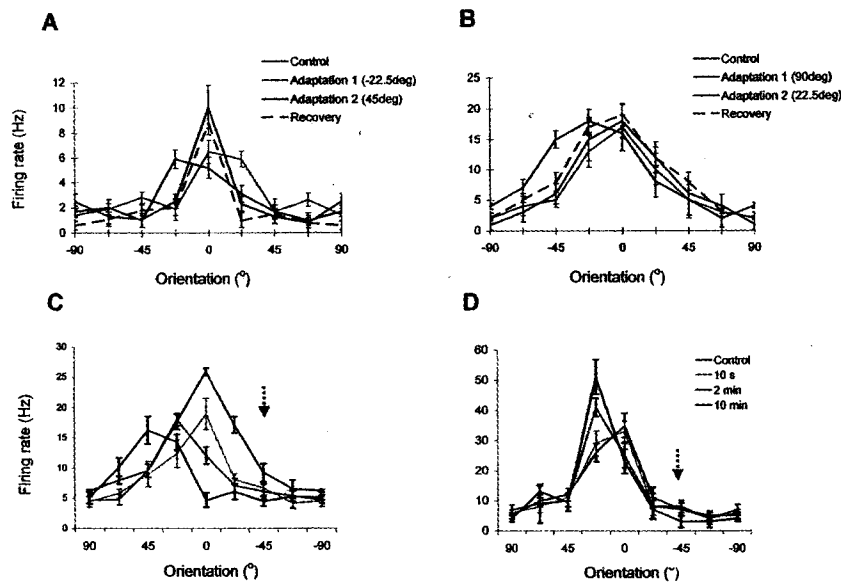 A
Control
Adaptation 1 (-22.5deg)
Adaptation 2 (45deg)
Recovery
Firing rate (Hz)
12
10
8
6
4
2
0
-90
-45
0
45
90
Orientation (°)
B
Control
Adaptation 1 (90deg)
Adaptation 2 (22.5deg)
Recovery
25
20
15
10
5
0
-90
-45
0
45
90
Orientation (°)
C
Firing rate (Hz)
30
25
20
15
10
5
0
90
45
0
-45
-90
Orientation (°)
D
Control
10 s
2 min
10 min
60
50
40
30
20
10
0
90
45
0
-45
-90
Orientation (°)